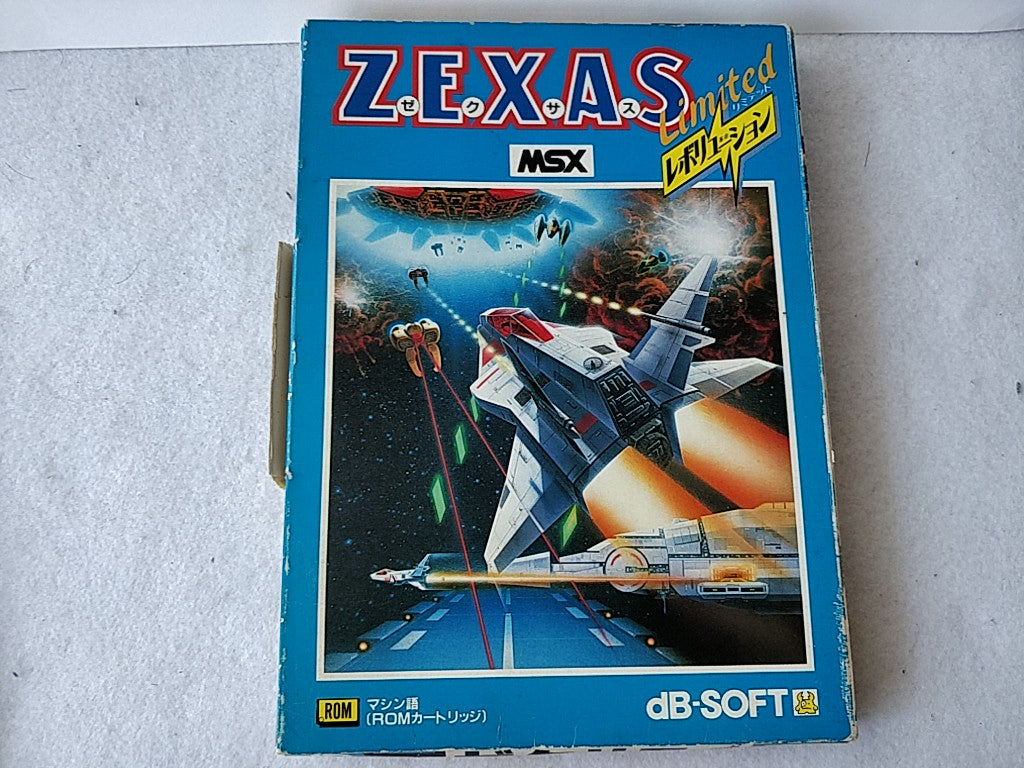 ZEXAS
ゼクサス
Limited
リミテッド
レボリューション
MSX
ROM
マシン語
(ROMカートリッジ)
dB-SOFT